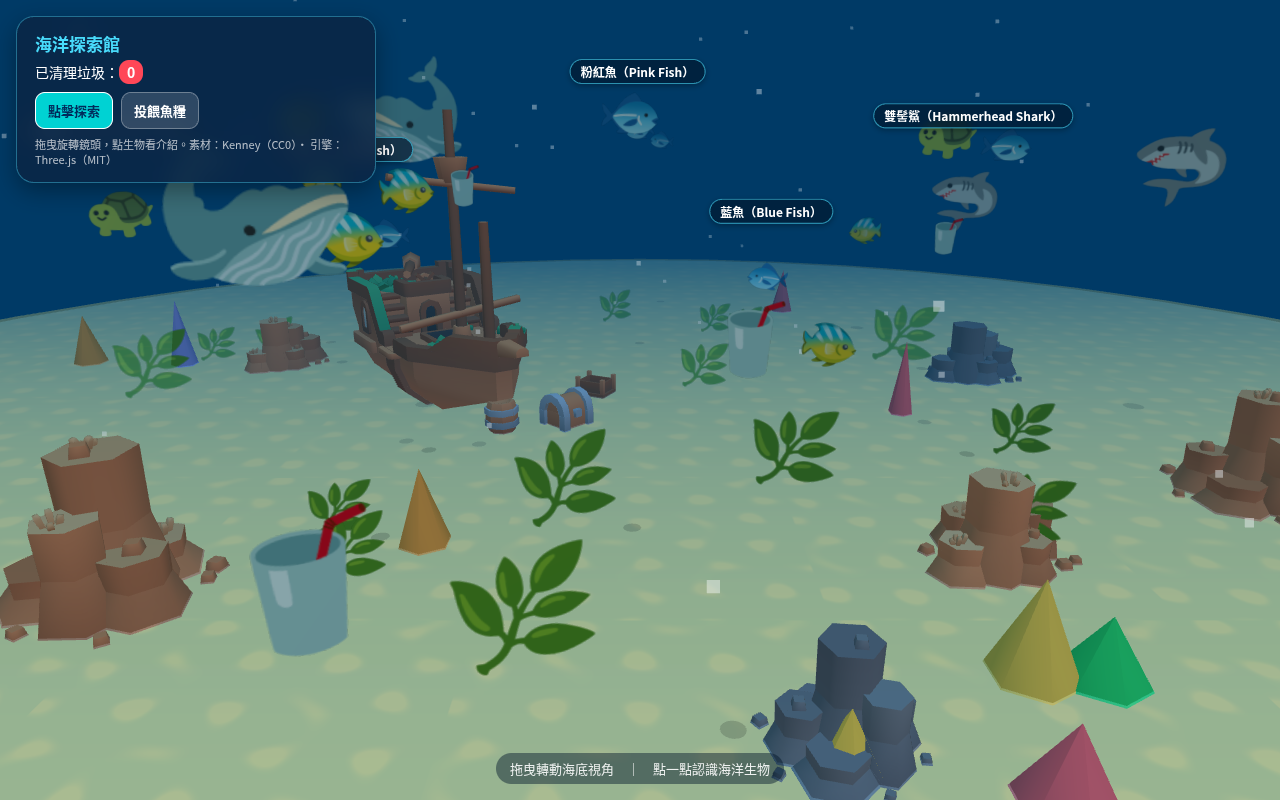 海洋探索館
已清理垃圾：0
點擊探索 投餵魚糧
拖曳旋轉鏡頭，點生物看介紹。素材：Kenney（CC0）· 引擎：
Three.js（MIT）
粉紅魚（Pink Fish）
雙髻鯊（Hammerhead Shark）
sh）
藍魚（Blue Fish）
拖曳轉動海底視角 ｜ 點一點認識海洋生物